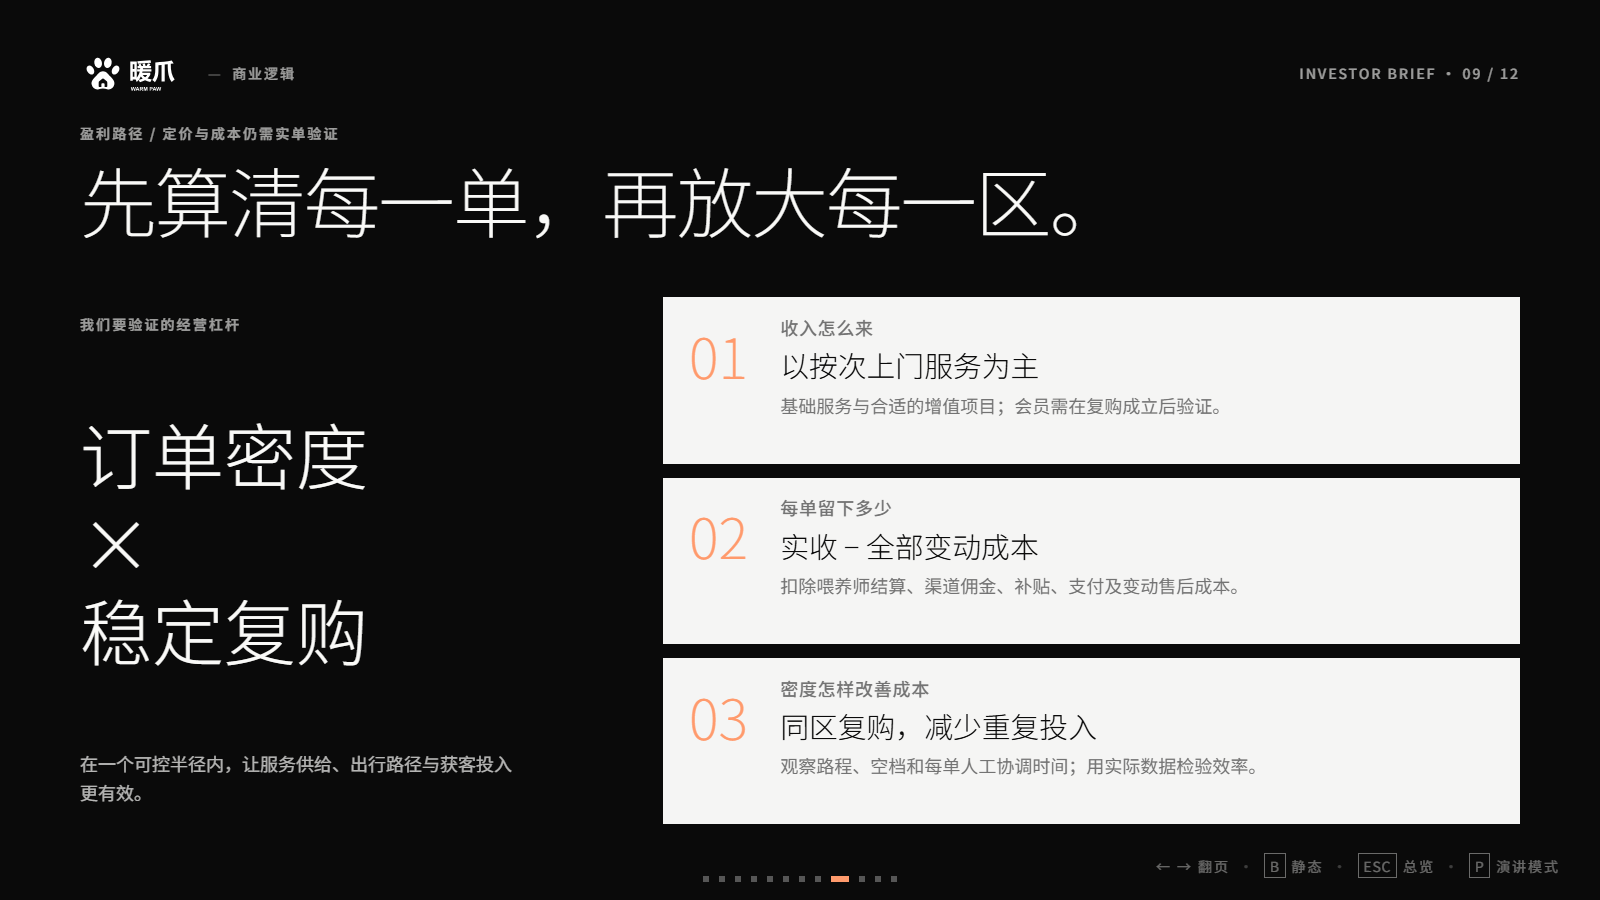 暖爪
WARM PAW
— 商业逻辑
INVESTOR BRIEF · 09 / 12
盈利路径 / 定价与成本仍需实单验证
先算清每一单，再放大每一区。
我们要验证的经营杠杆
订单密度
×
稳定复购
在一个可控半径内，让服务供给、出行路径与获客投入
更有效。
01
收入怎么来
以按次上门服务为主
基础服务与合适的增值项目；会员需在复购成立后验证。
02
每单留下多少
实收 − 全部变动成本
扣除喂养师结算、渠道佣金、补贴、支付及变动售后成本。
03
密度怎样改善成本
同区复购，减少重复投入
观察路程、空档和每单人工协调时间；用实际数据检验效率。
← → 翻页 · B 静态 · ESC 总览 · P 演讲模式